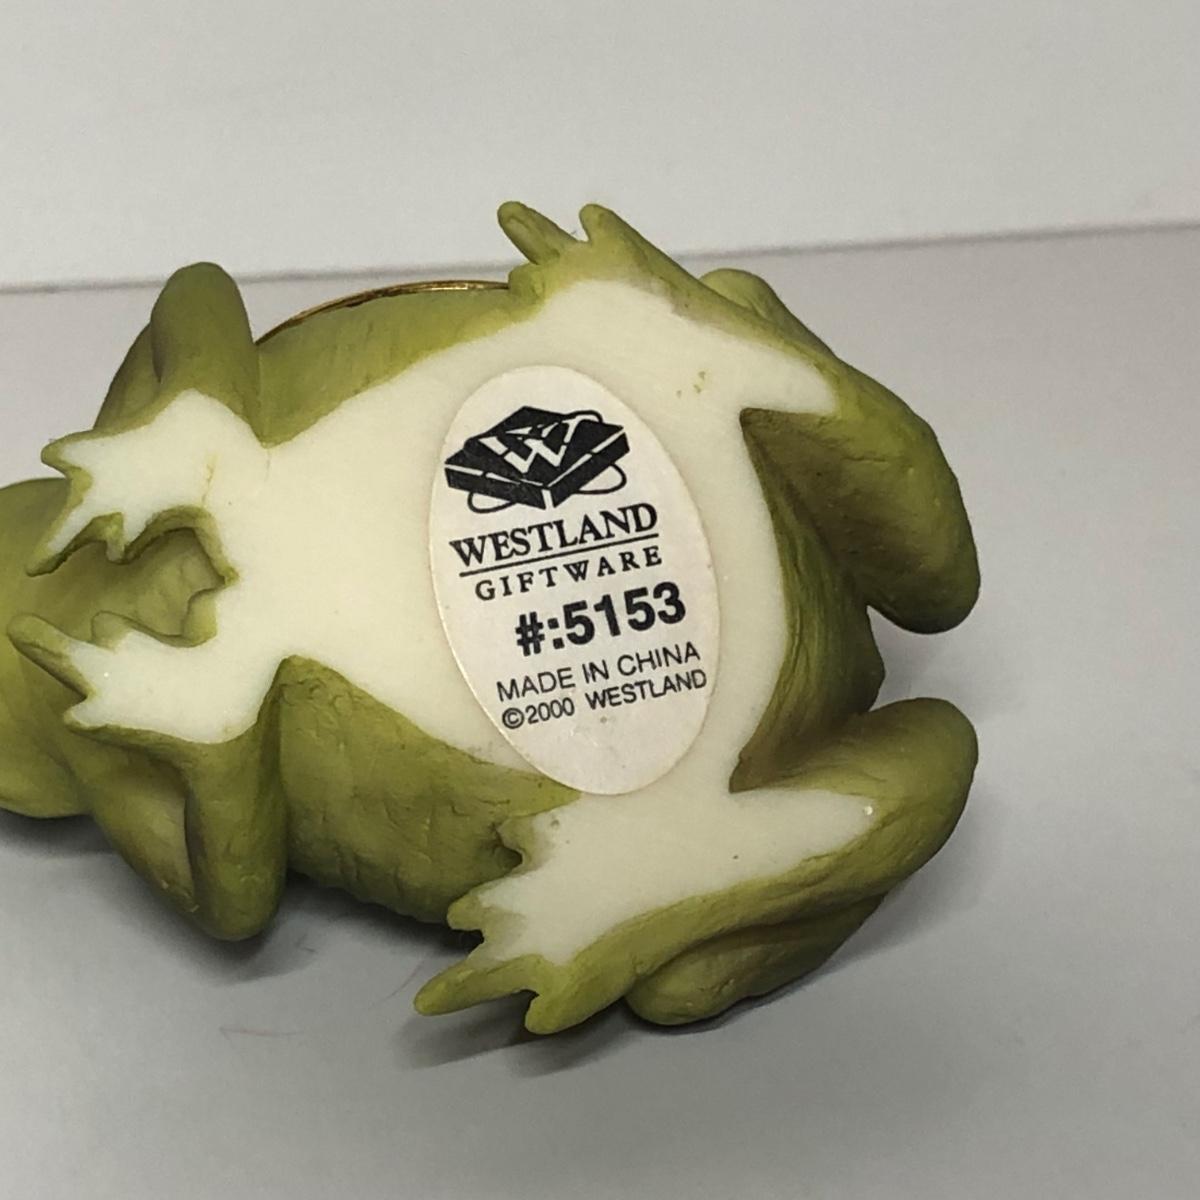 W
WESTLAND
GIFTWARE
#:5153
MADE IN CHINA
©2000 WESTLAND